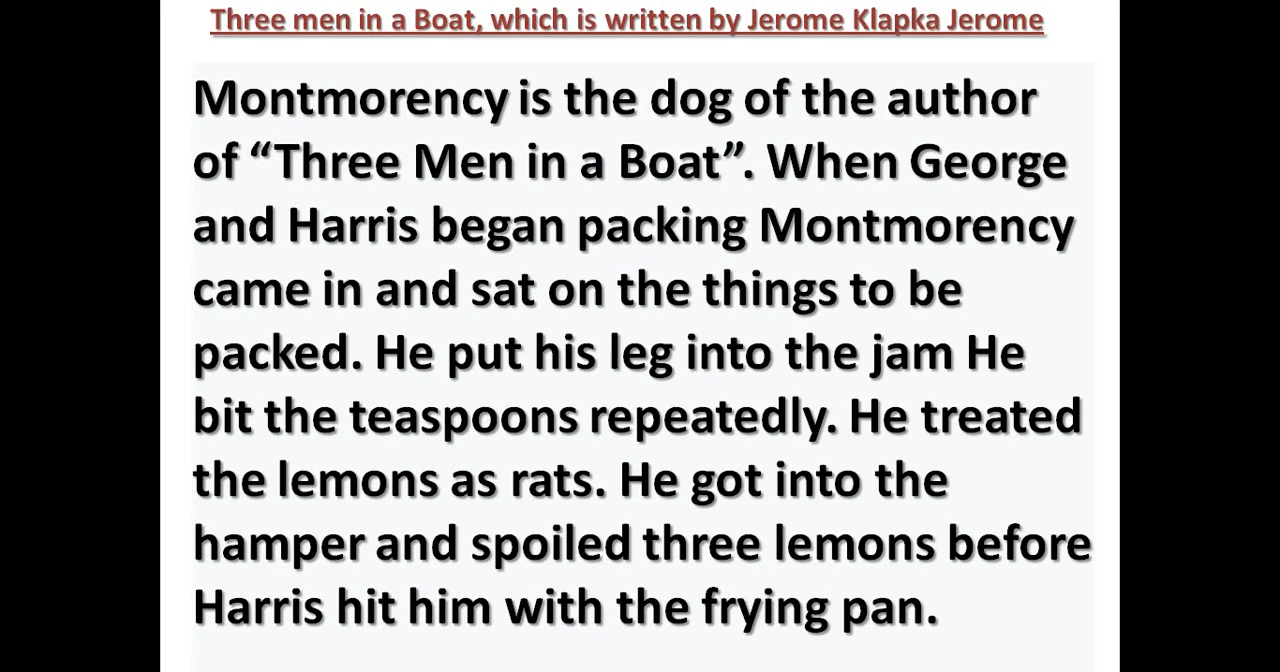 Three men in a Boat, which is written by Jerome Klapka Jerome
Montmorency is the dog of the author
of “Three Men in a Boat”. When George
and Harris began packing Montmorency
came in and sat on the things to be
packed. He put his leg into the jam He
bit the teaspoons repeatedly. He treated
the lemons as rats. He got into the
hamper and spoiled three lemons before
Harris hit him with the frying pan.